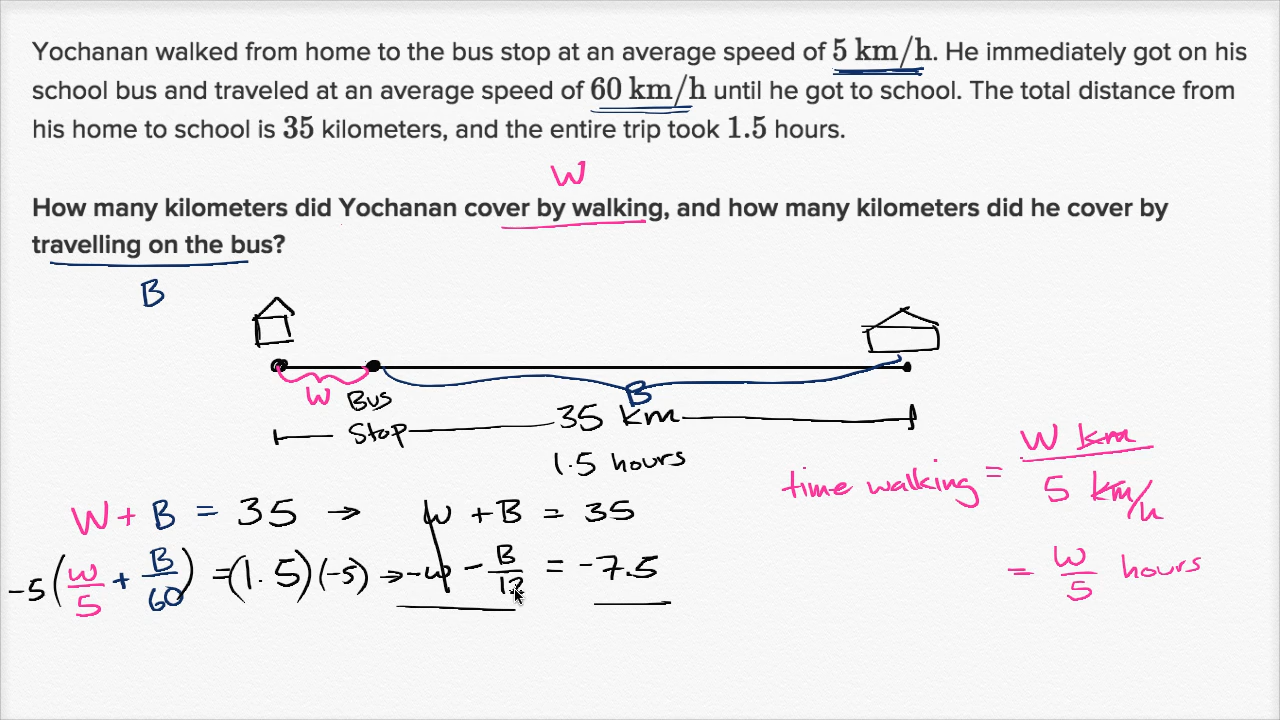 Yochanan walked from home to the bus stop at an average speed of 5 km/h. He immediately got on his
school bus and traveled at an average speed of 60 km/h until he got to school. The total distance from
his home to school is 35 kilometers, and the entire trip took 1.5 hours.
W
How many kilometers did Yochanan cover by walking, and how many kilometers did he cover by
travelling on the bus?
B
W Bus B
Stop 35 km
1.5 hours
time walking = W km / 5 km/h
W + B = 35 → W + B = 35
-5(W/5 + B/60) = (1.5)(-5) → -W - B/12 = -7.5
= W/5 hours